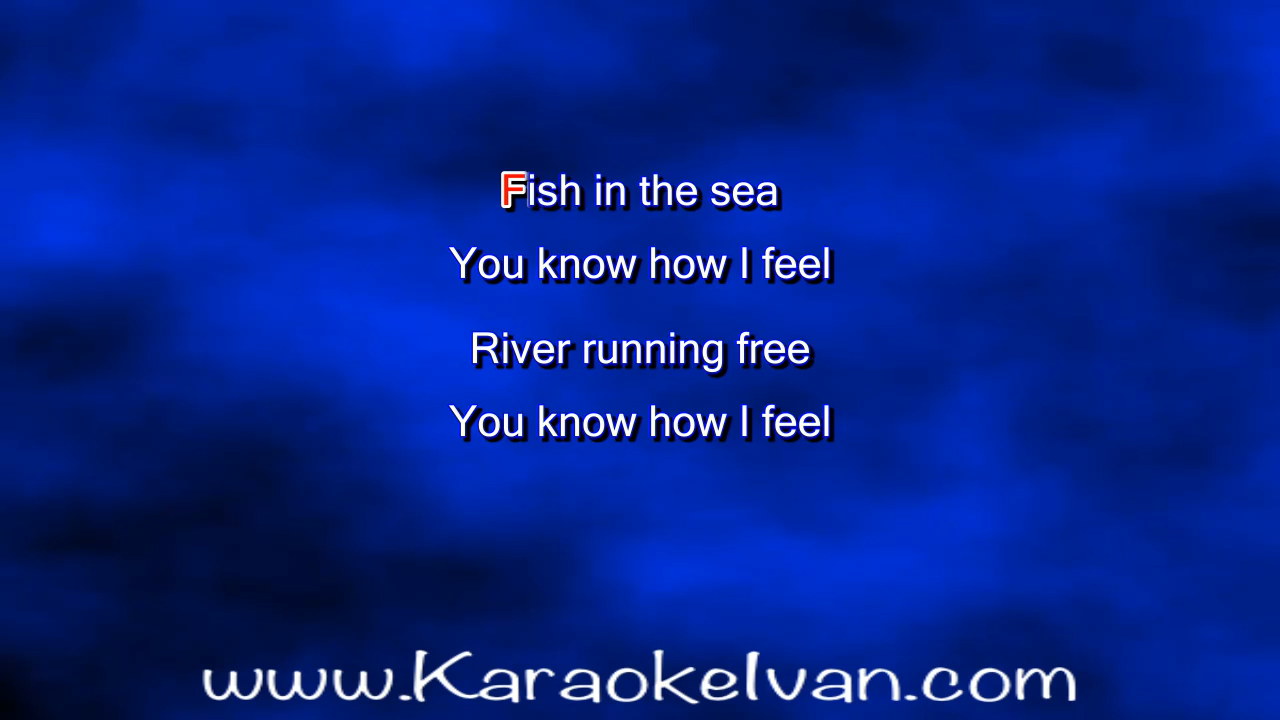 Fish in the sea
You know how I feel
River running free
You know how I feel
www.KaraokeIvan.com